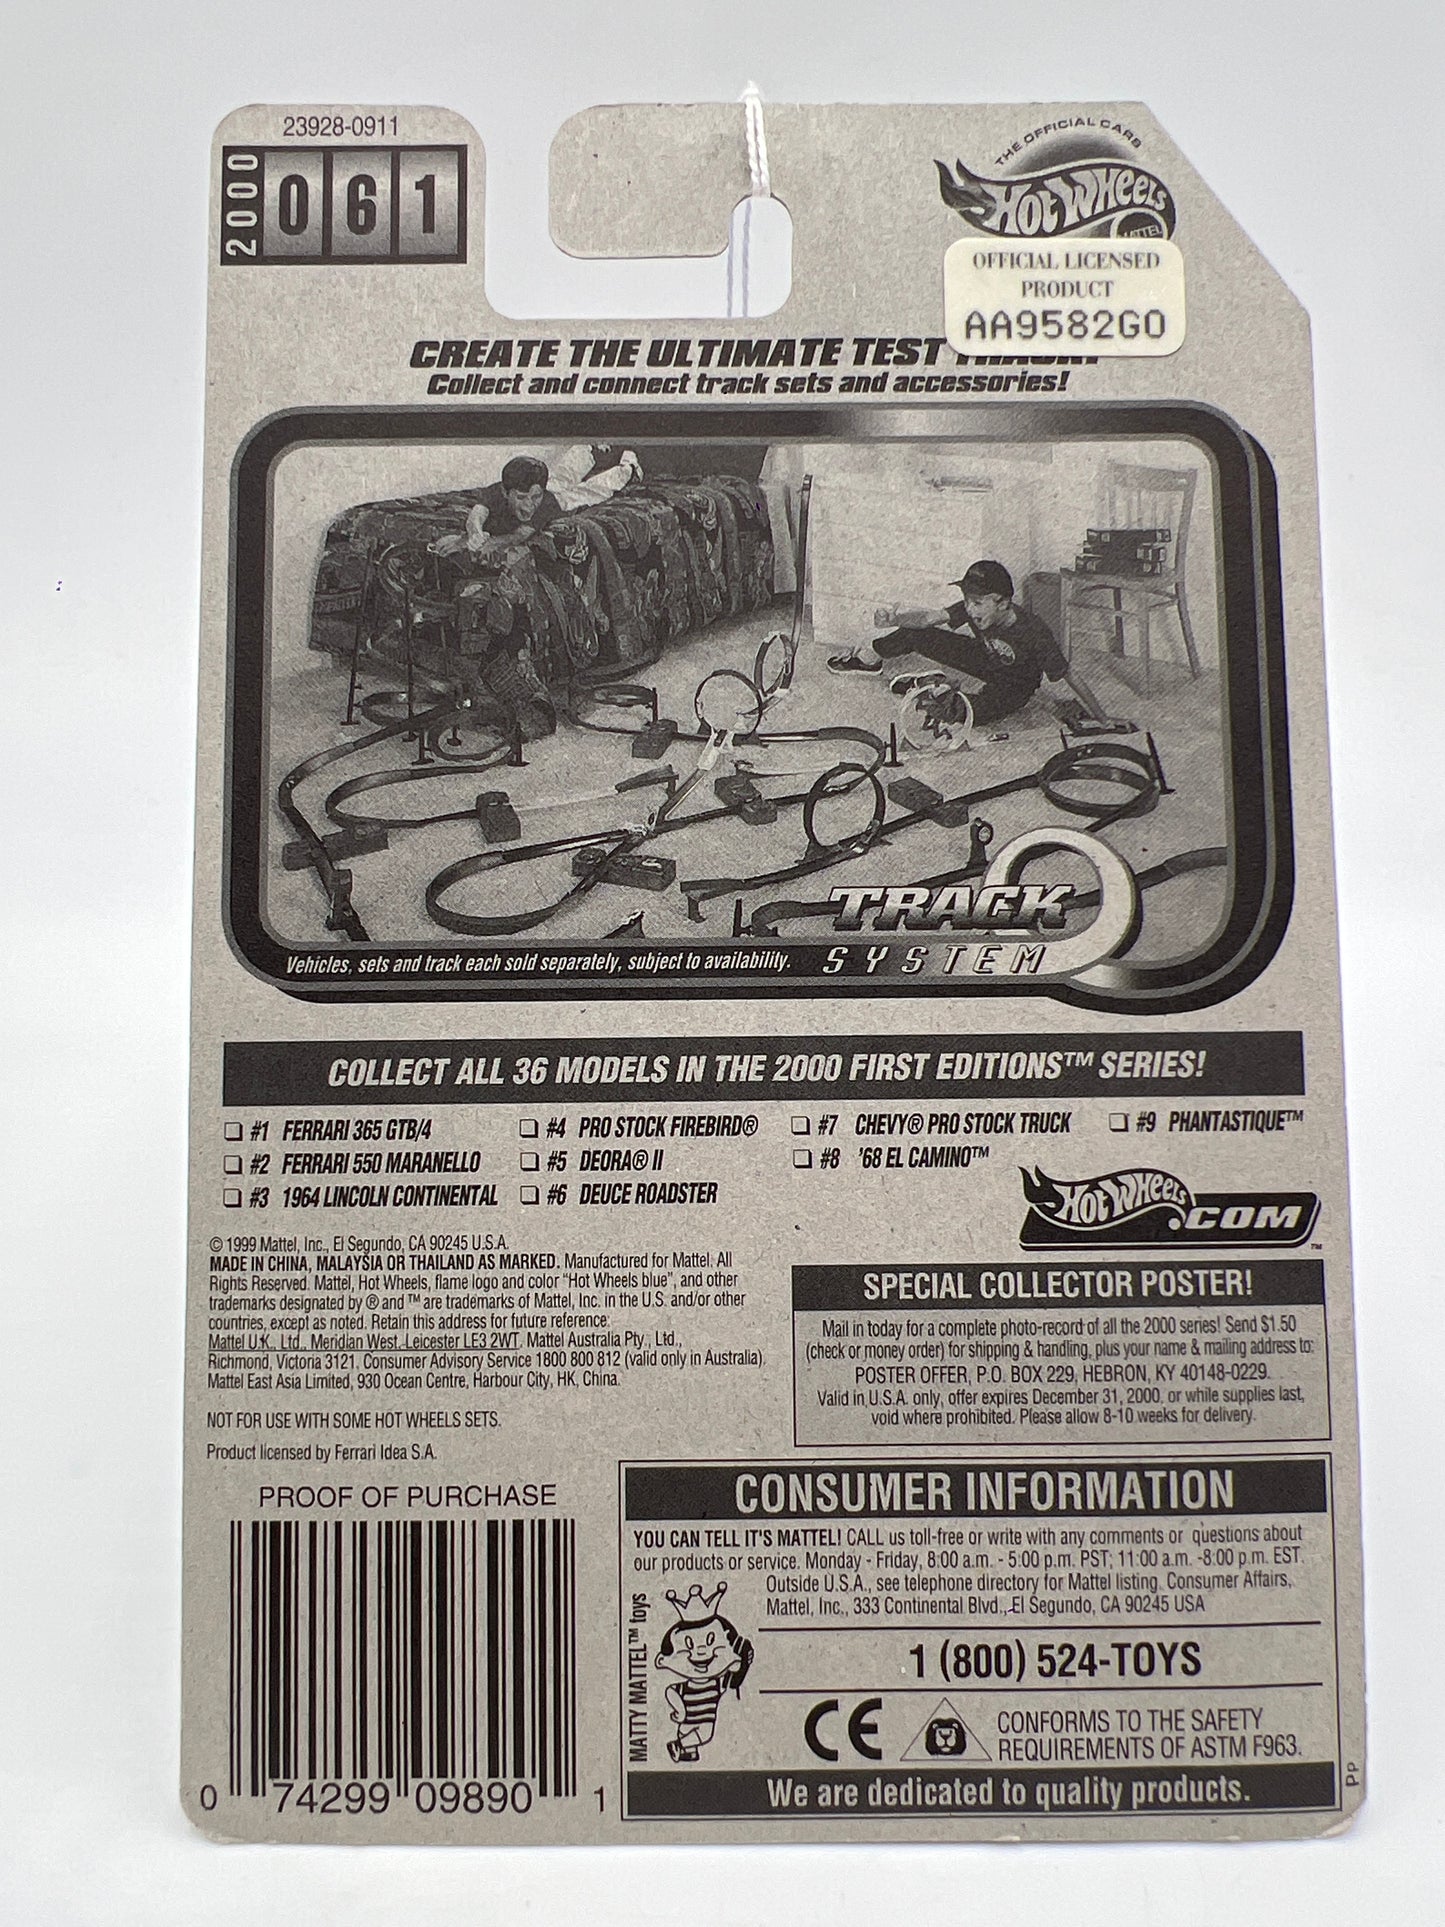 23928-0911
2000
061
THE OFFICIAL CARS
HOT WHEELS
MATTEL
OFFICIAL LICENSED
PRODUCT
AA9582GO
CREATE THE ULTIMATE TEST
Collect and connect track sets and accessories!
TRACK
SYSTEM
Vehicles, sets and track each sold separately, subject to availability.
COLLECT ALL 36 MODELS IN THE 2000 FIRST EDITIONS™ SERIES!
#1 FERRARI 365 GTB/4
#2 FERRARI 550 MARANELLO
#3 1964 LINCOLN CONTINENTAL
#4 PRO STOCK FIREBIRD®
#5 DEORA® II
#6 DEUCE ROADSTER
#7 CHEVY® PRO STOCK TRUCK
#8 '68 EL CAMINO™
#9 PHANTASTIQUE™
HOT WHEELS.COM
™
© 1999 Mattel, Inc., El Segundo, CA 90245 U.S.A.
MADE IN CHINA, MALAYSIA OR THAILAND AS MARKED. Manufactured for Mattel. All
Rights Reserved. Mattel, Hot Wheels, flame logo and color "Hot Wheels blue", and other
trademarks designated by ® and ™ are trademarks of Mattel, Inc. in the U.S. and/or other
countries, except as noted. Retain this address for future reference:
Mattel U.K., Ltd., Meridian West, Leicester LE3 2WT. Mattel Australia Pty., Ltd.,
Richmond, Victoria 3121. Consumer Advisory Service 1800 800 812 (valid only in Australia).
Mattel East Asia Limited, 930 Ocean Centre, Harbour City, HK, China.
NOT FOR USE WITH SOME HOT WHEELS SETS.
Product licensed by Ferrari Idea S.A.
SPECIAL COLLECTOR POSTER!
Mail in today for a complete photo-record of all the 2000 series! Send $1.50
(check or money order) for shipping & handling, plus your name & mailing address to:
POSTER OFFER, P.O. BOX 229, HEBRON, KY 40148-0229.
Valid in U.S.A. only, offer expires December 31, 2000, or while supplies last,
void where prohibited. Please allow 8-10 weeks for delivery.
PROOF OF PURCHASE
0 74299 09890 1
CONSUMER INFORMATION
YOU CAN TELL IT'S MATTEL! CALL us toll-free or write with any comments or questions about
our products or service. Monday - Friday, 8:00 a.m. - 5:00 p.m. PST; 11:00 a.m. -8:00 p.m. EST.
Outside U.S.A., see telephone directory for Mattel listing. Consumer Affairs,
Mattel, Inc., 333 Continental Blvd., El Segundo, CA 90245 USA
MATTY MATTEL™ toys
1 (800) 524-TOYS
CE
CONFORMS TO THE SAFETY
REQUIREMENTS OF ASTM F963.
We are dedicated to quality products.
PP